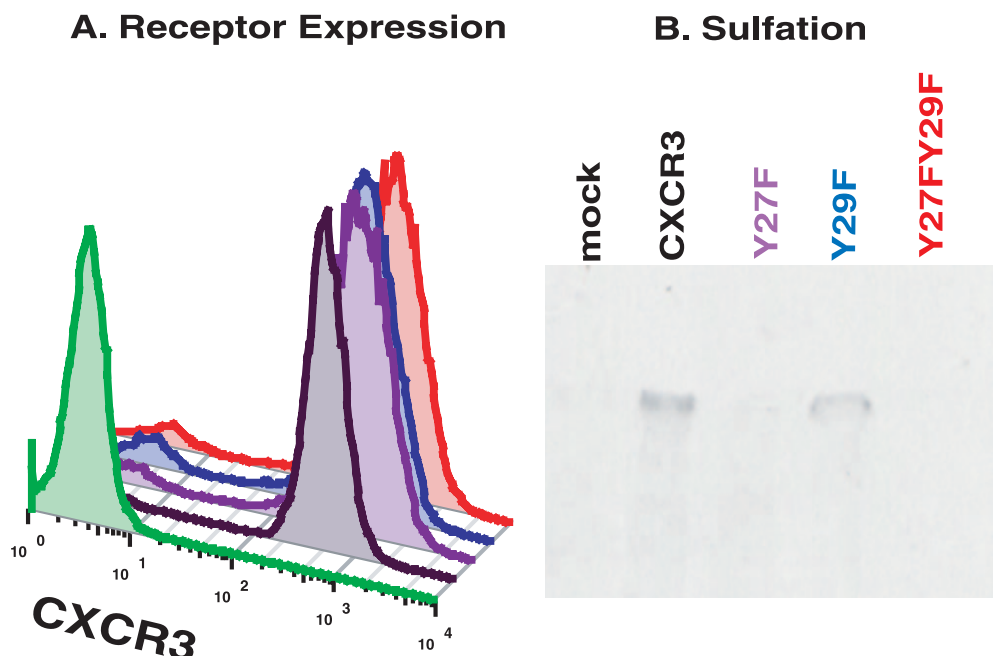 A. Receptor Expression
B. Sulfation
mock
CXCR3
Y27F
Y29F
Y27FY29F
10 0
10 1
10 2
10 3
10 4
CXCR3